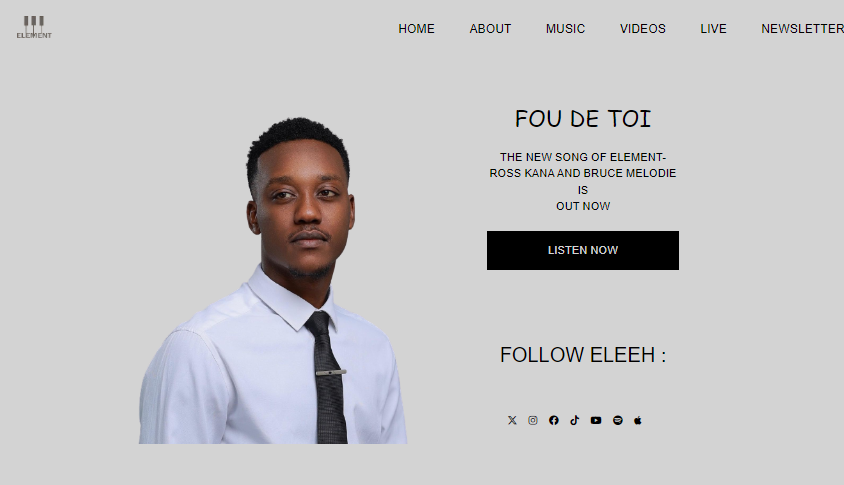 ELEMENT
HOME ABOUT MUSIC VIDEOS LIVE NEWSLETTER
FOU DE TOI
THE NEW SONG OF ELEMENT-
ROSS KANA AND BRUCE MELODIE
IS
OUT NOW
LISTEN NOW
FOLLOW ELEEH :